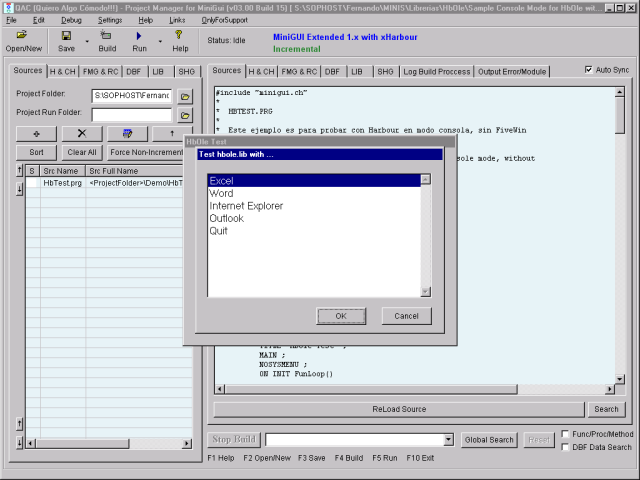 QAC (Quiero Algo Cómodo!!!) - Project Manager for MiniGui [v03.00 Build 15] [ S:\SOPHOST\Fernando\MINIS\Librerias\HbOle\Sample Console Mode for HbOle wit...
File Edit Debug Settings Help Links OnlyForSupport
Open/New Save Build Run Help
Status: Idle
MiniGUI Extended 1.x with xHarbour
Incremental
Sources H & CH FMG & RC DBF LIB SHG
Sources H & CH FMG & RC DBF LIB SHG Log Build Proccess Output Error/Module
Auto Sync
Project Folder: S:\SOPHOST\Fernanc
Project Run Folder:
Sort Clear All Force Non-Increment
S Src Name Src Full Name
HbTest.prg <ProjectFolder>\Demo\HbT
#include "minigui.ch"
*
* HBTEST.PRG
*
* Este ejemplo es para probar con Harbour en modo consola, sin FiveWin
sole mode, without
HbOle Test
Test hbole.lib with ...
Excel
Word
Internet Explorer
Outlook
Quit
OK Cancel
MAIN ;
NOSYSMENU ;
ON INIT FunLoop()
ReLoad Source Search
Stop Build Global Search Reset
Func/Proc/Method
DBF Data Search
F1 Help F2 Open/New F3 Save F4 Build F5 Run F10 Exit